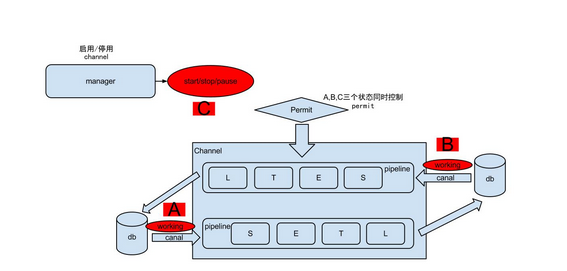 启用/停用
channel
manager
start/stop/pause
C
A,B,C三个状态同时控制
permit
Permit
Channel
B
pipeline
L T E S
working
canal
db
A
working
canal
db
pipeline
S E T L